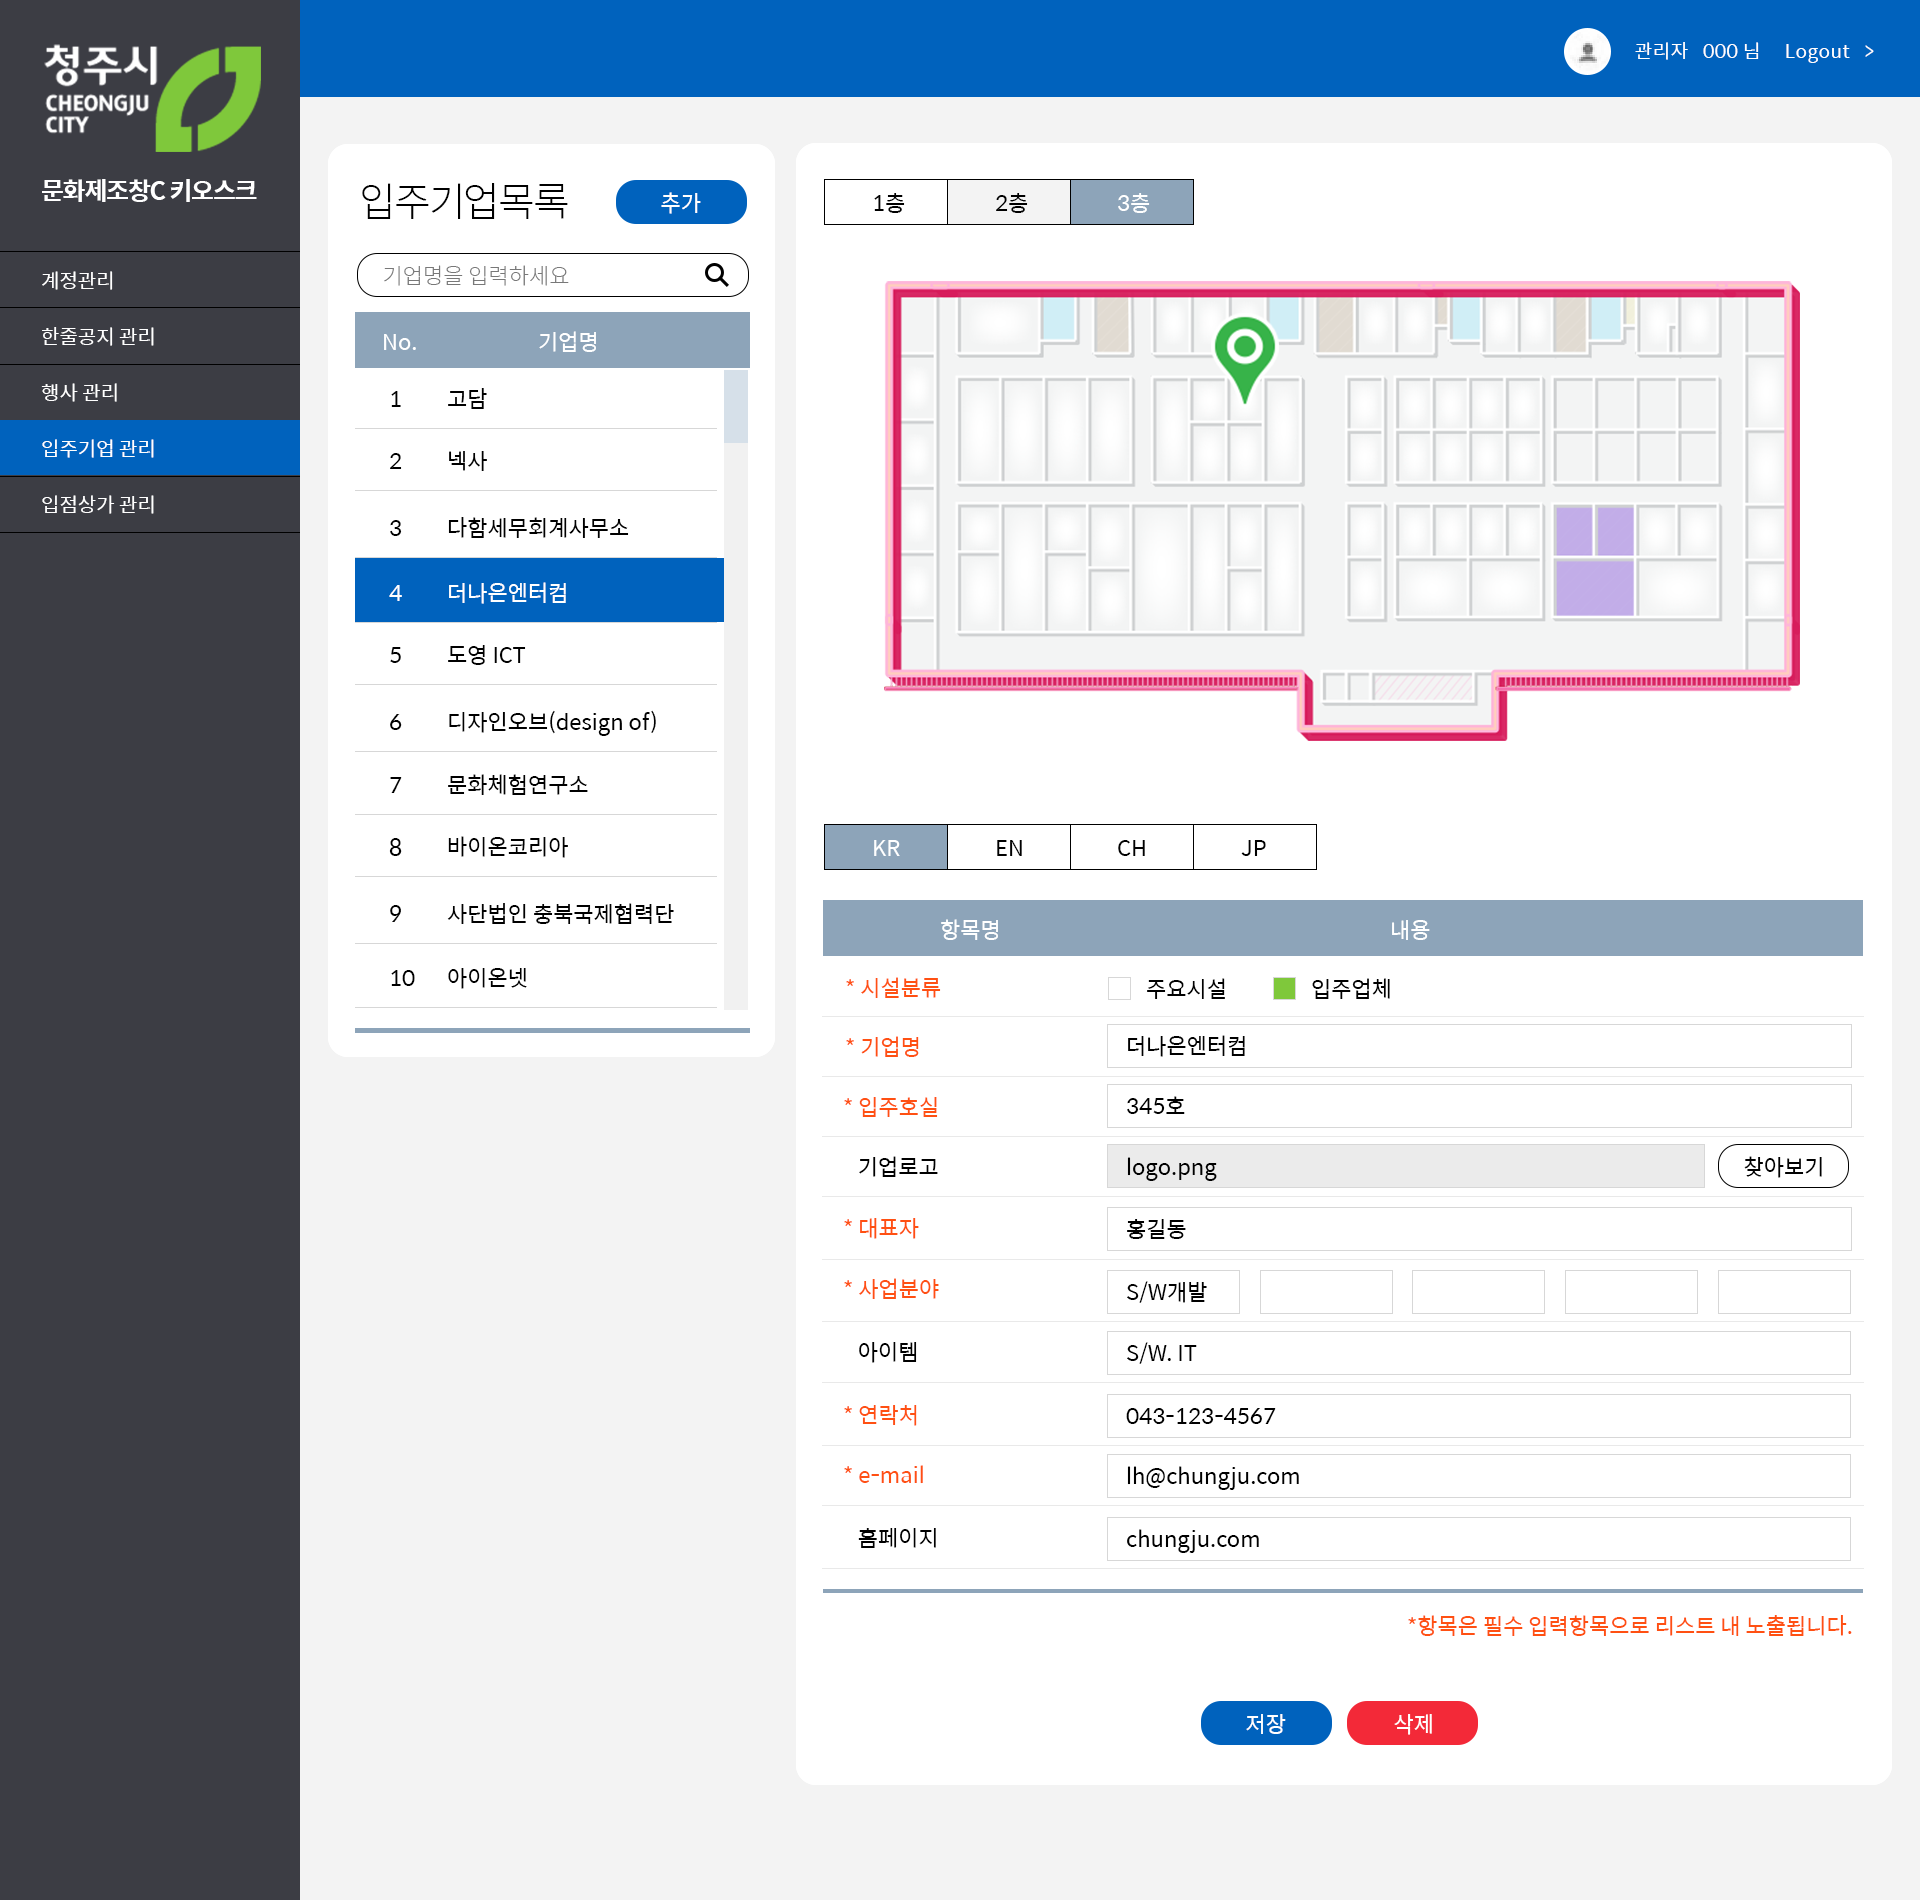 청주시
CHEONGJU
CITY
문화제조창C 키오스크
계정관리
한줄공지 관리
행사 관리
입주기업 관리
입점상가 관리
관리자 000 님 Logout >
입주기업목록
추가
기업명을 입력하세요
No. 기업명
1 고담
2 넥사
3 다함세무회계사무소
4 더나은엔터컴
5 도영 ICT
6 디자인오브(design of)
7 문화체험연구소
8 바이온코리아
9 사단법인 충북국제협력단
10 아이온넷
1층 2층 3층
KR EN CH JP
항목명 내용
* 시설분류 주요시설 입주업체
* 기업명 더나은엔터컴
* 입주호실 345호
기업로고 logo.png 찾아보기
* 대표자 홍길동
* 사업분야 S/W개발
아이템 S/W. IT
* 연락처 043-123-4567
* e-mail lh@chungju.com
홈페이지 chungju.com
*항목은 필수 입력항목으로 리스트 내 노출됩니다.
저장 삭제